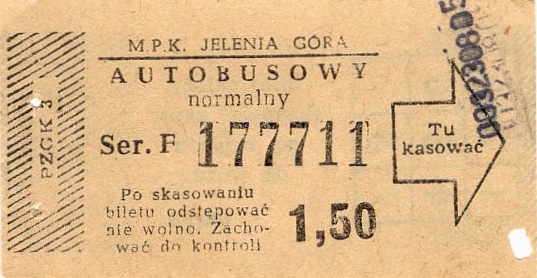 M.P.K. JELENIA GÓRA
AUTOBUSOWY
normalny
Ser. F 177711
Tu
kasować
Po skasowaniu
biletu odstępować
nie wolno. Zacho-
wać do kontroli
1,50
PZGK 3